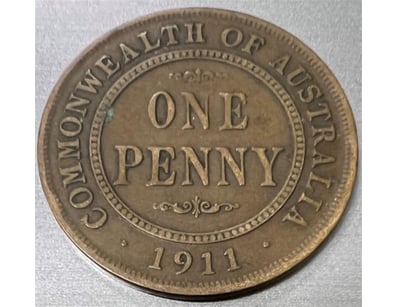 COMMONWEALTH OF AUSTRALIA
ONE
PENNY
· 1911 ·